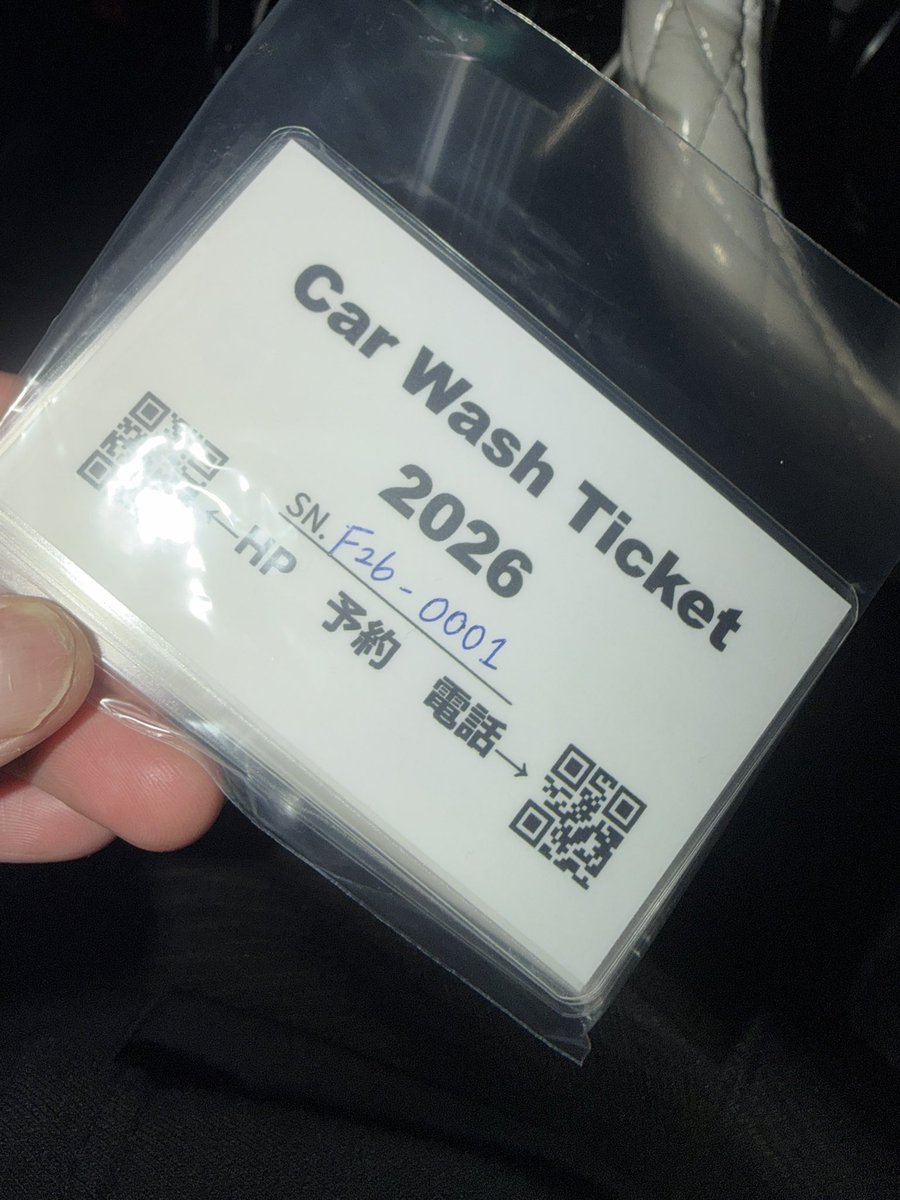 Car Wash Ticket
2026
SN. F26-0001
←HP 予約 電話→